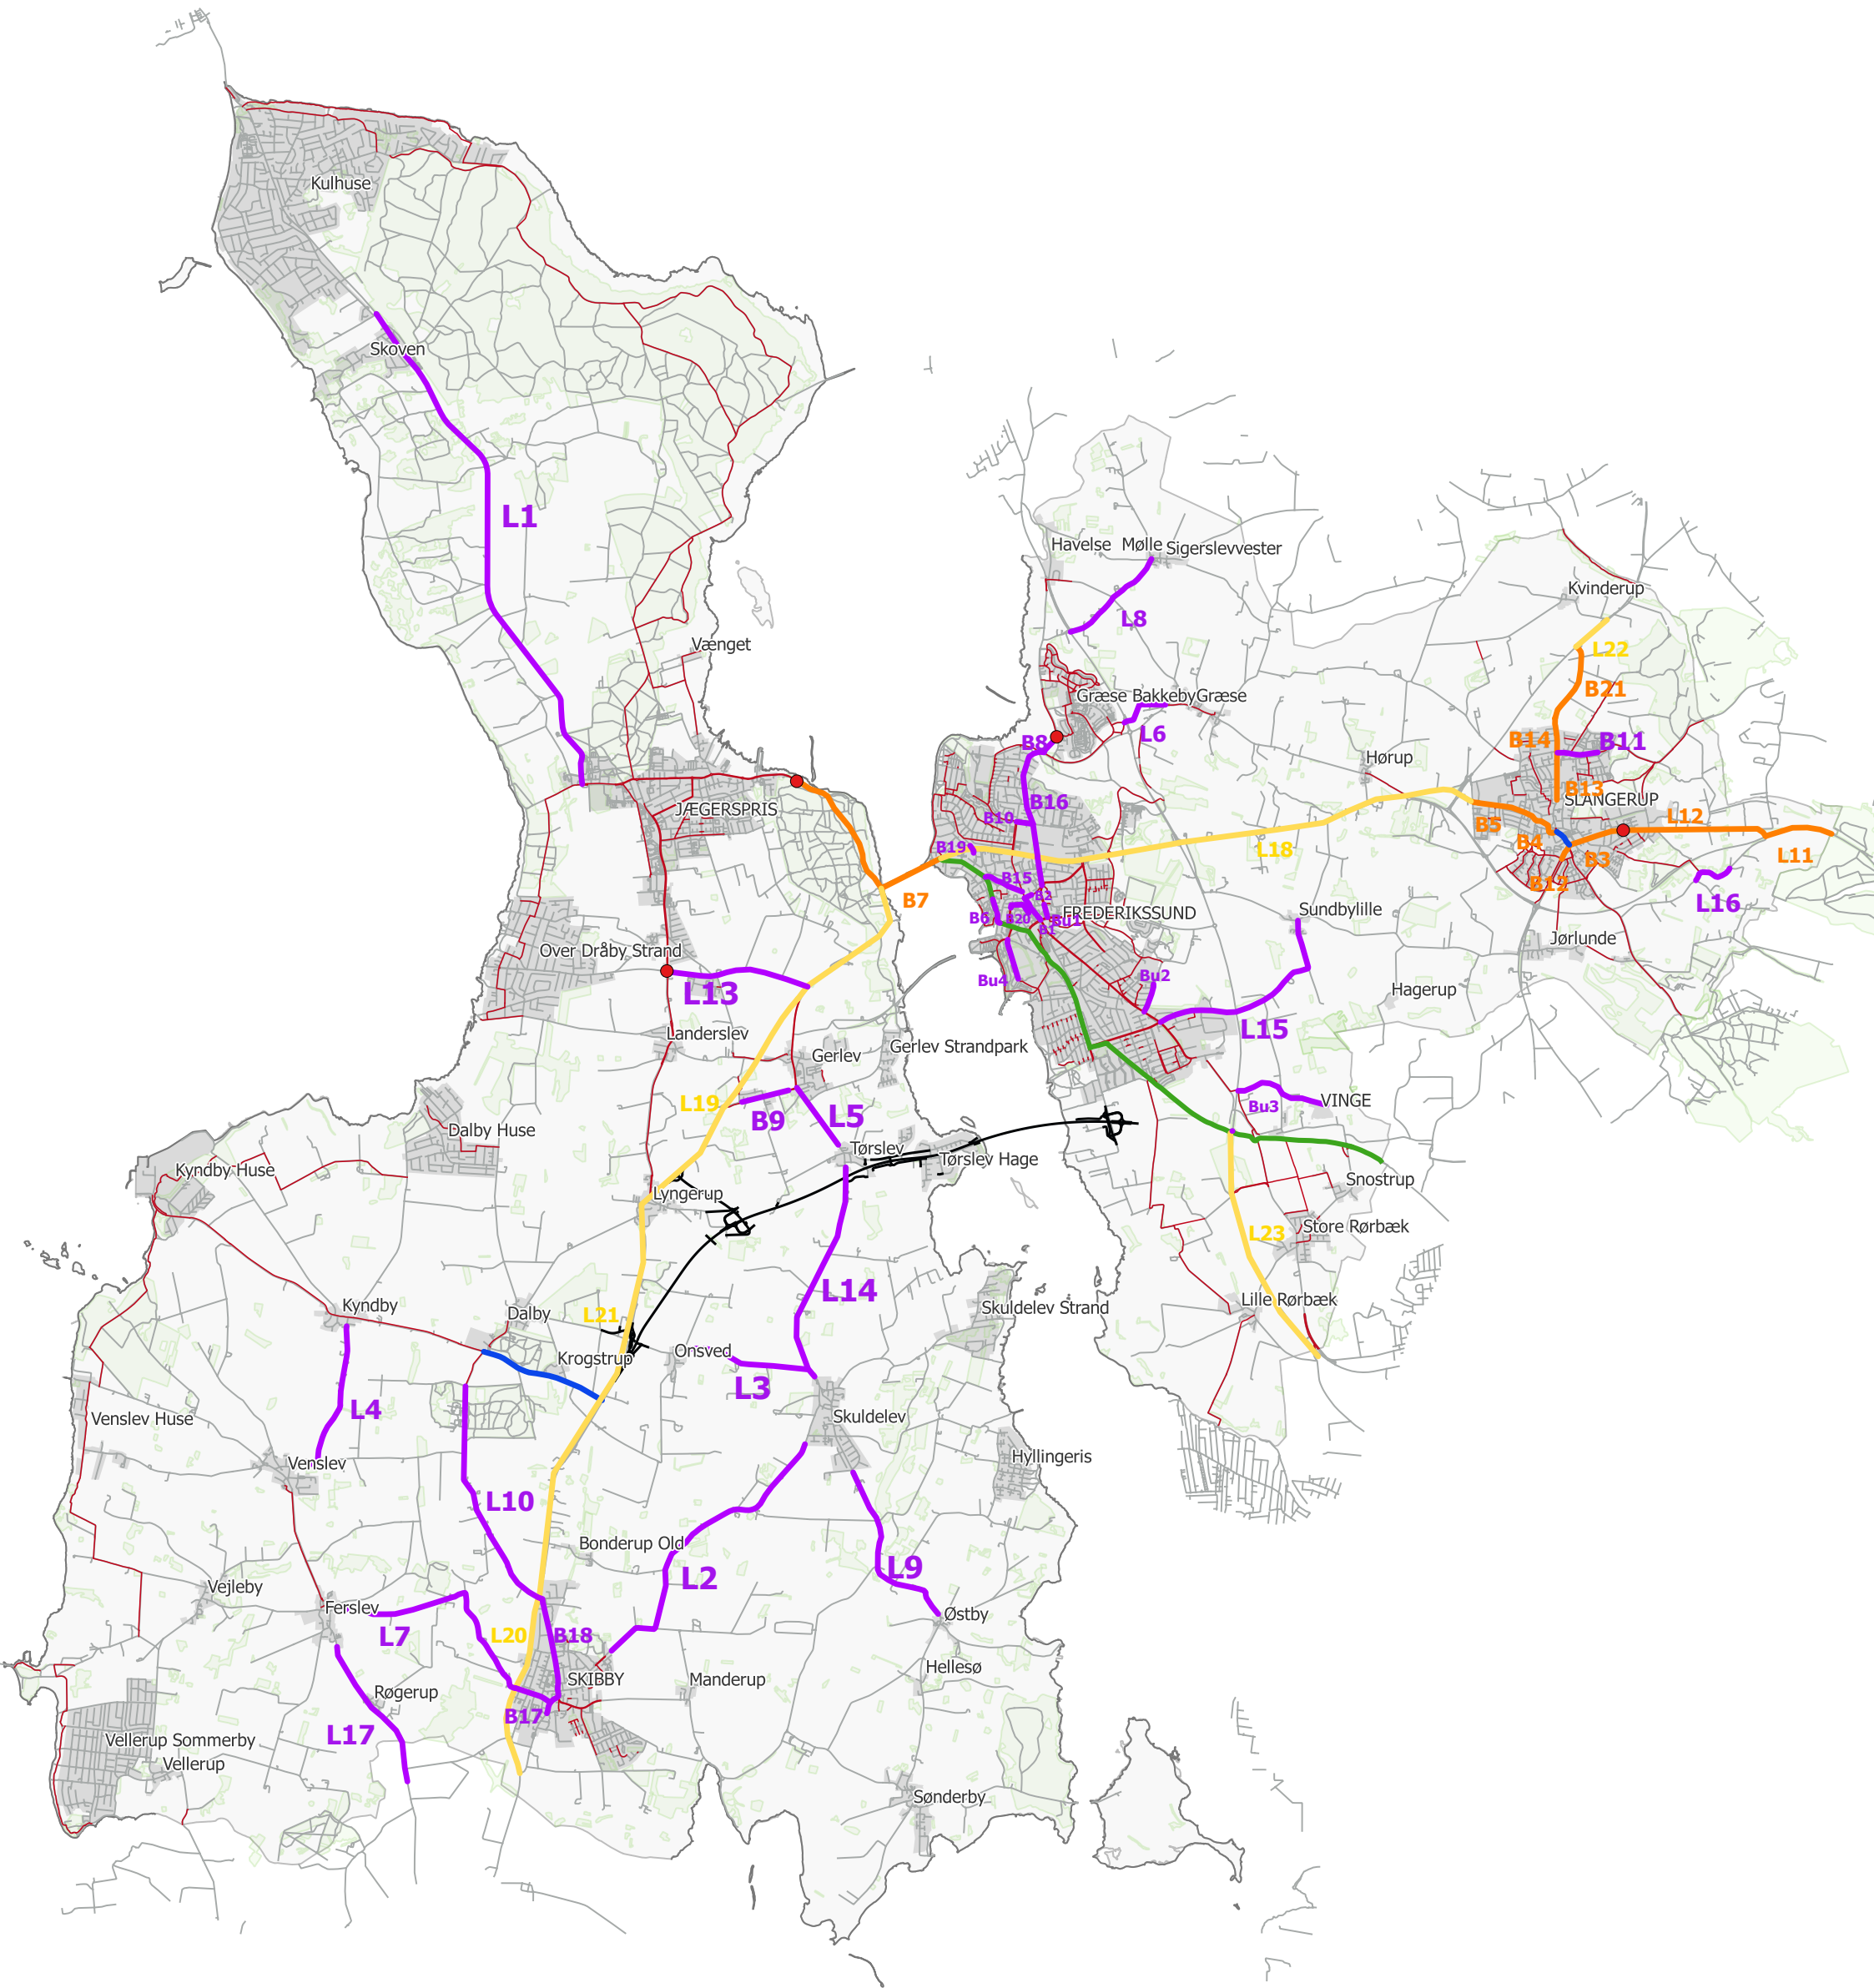 Kulhuse
Skoven
L1
Havelse
Mølle
Sigerslevvester
Kvinderup
L8
Vænget
L22
B21
Græse Bakkeby
Græse
L6
B8
B14
B11
Hørup
B16
B13
SLANGERUP
JÆGERSPRIS
B10
L12
B5
B4
B19
L18
B3
L11
B15
B12
B7
B2
L16
B6
B20
Bu1
FREDERIKSSUND
Sundbylille
B1
Over Dråby Strand
Jørlunde
Bu4
Bu2
L13
Hagerup
L15
Landerslev
Gerlev
Gerlev Strandpark
L19
B9
L5
Bu3
VINGE
Dalby Huse
Tørslev
Tørslev Hage
Kyndby Huse
Snostrup
Lyngerup
Store Rørbæk
L23
L14
Kyndby
Dalby
L21
Skuldelev Strand
Lille Rørbæk
Krogstrup
Onsved
L3
L4
Venslev Huse
Skuldelev
Venslev
Hyllingeris
L10
Bonderup Old
L2
L9
Vejleby
Ferslev
Østby
L7
L20
B18
Hellesø
SKIBBY
Manderup
Røgerup
B17
L17
Vellerup Sommerby
Vellerup
Sønderby